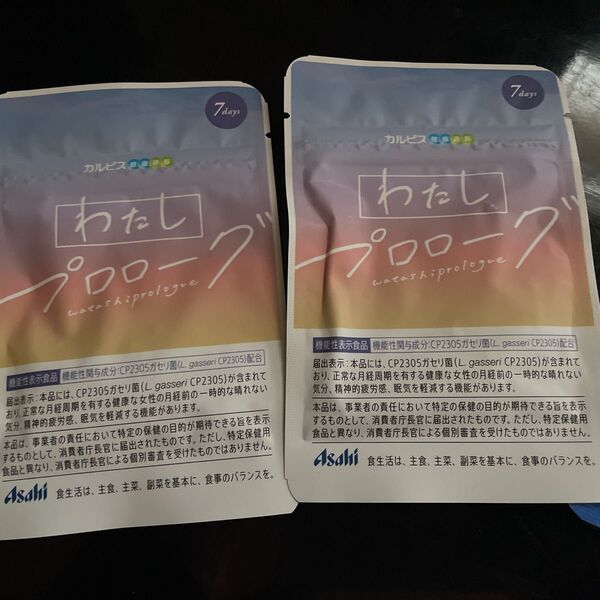 7days
カルピス健康通販
わたし
プロローグ
watashiprologue
機能性表示食品 機能性関与成分:CP2305ガセリ菌(L. gasseri CP2305)配合
届出表示:本品には、CP2305ガセリ菌(L. gasseri CP2305)が含まれて
おり、正常な月経周期を有する健康な女性の月経前の一時的な晴れない
気分、精神的疲労感、眠気を軽減する機能があります。
本品は、事業者の責任において特定の保健の目的が期待できる旨を表示
するものとして、消費者庁長官に届出されたものです。ただし、特定保健用
食品と異なり、消費者庁長官による個別審査を受けたものではありません。
Asahi 食生活は、主食、主菜、副菜を基本に、食事のバランスを。
7days
カルピス健康通販
わたし
プロローグ
watashiprologue
機能性表示食品 機能性関与成分:CP2305ガセリ菌(L. gasseri CP2305)配合
届出表示:本品には、CP2305ガセリ菌(L. gasseri CP2305)が含まれて
おり、正常な月経周期を有する健康な女性の月経前の一時的な晴れない
気分、精神的疲労感、眠気を軽減する機能があります。
本品は、事業者の責任において特定の保健の目的が期待できる旨を表示
するものとして、消費者庁長官に届出されたものです。ただし、特定保健用
食品と異なり、消費者庁長官による個別審査を受けたものではありません。
Asahi 食生活は、主食、主菜、副菜を基本に、食事のバランスを。